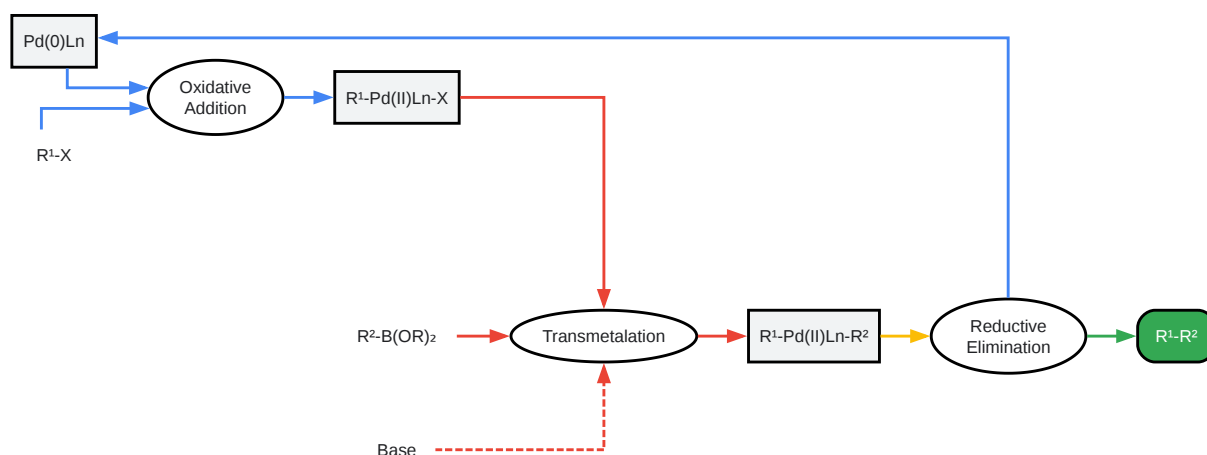 Pd(0)Ln
Oxidative
Addition
R¹-Pd(II)Ln-X
R¹-X
R²-B(OR)₂
Transmetalation
R¹-Pd(II)Ln-R²
Reductive
Elimination
R¹-R²
Base